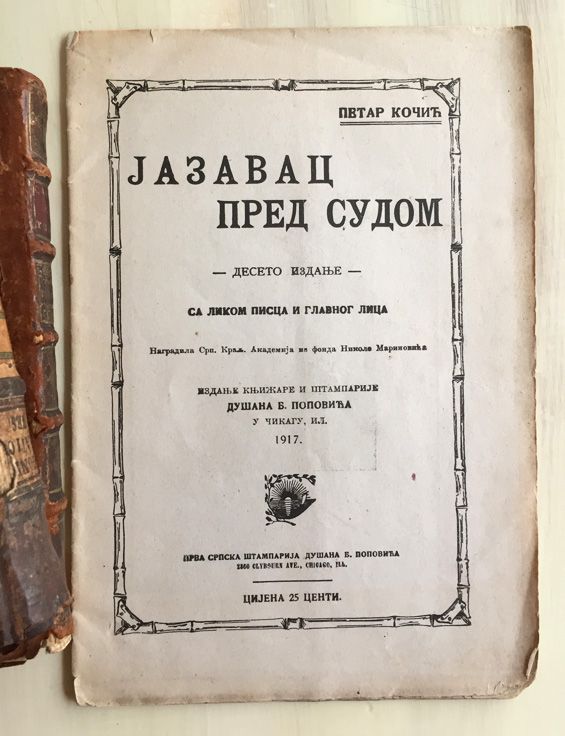 ПЕТАР КОЧИЋ
ЈАЗАВАЦ
ПРЕД СУДОМ
— ДЕСЕТО ИЗДАЊЕ —
СА ЛИКОМ ПИСЦА И ГЛАВНОГ ЛИЦА
Наградила Срп. Краљ. Академија из фонда Николе Мариновића
ИЗДАЊЕ КЊИЖАРЕ И ШТАМПАРИЈЕ
ДУШАНА Б. ПОПОВИЋА
У ЧИКАГУ, ИЛ.
1917.
ПРВА СРПСКА ШТАМПАРИЈА ДУШАНА Б. ПОПОВИЋА
CLYBOURN AVE., CHICAGO, ILL.
ЦИЈЕНА 25 ЦЕНТИ.